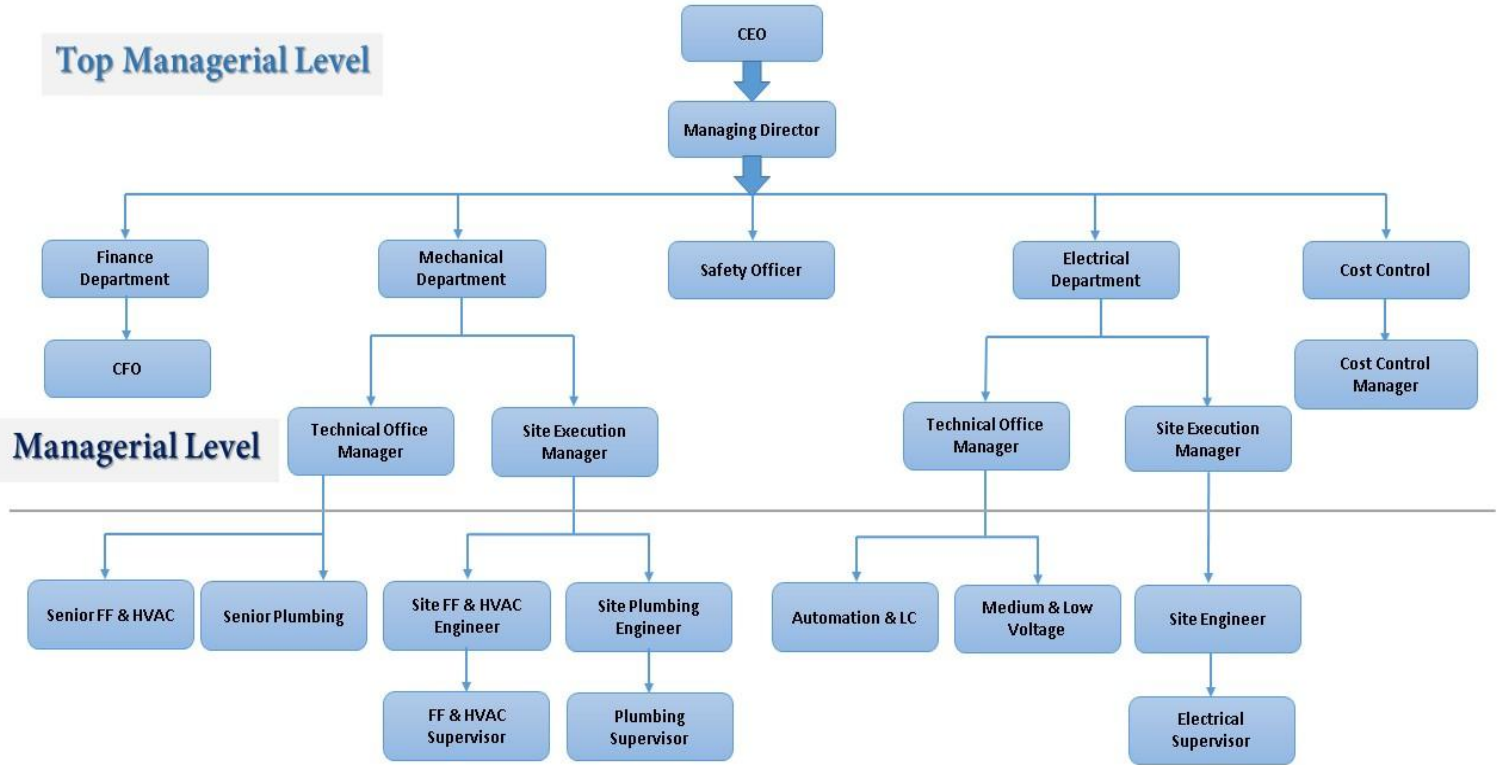 CEO
Top Managerial Level
Managing Director
Finance
Department
Mechanical
Department
Safety Officer
Electrical
Department
Cost Control
CFO
Cost Control
Manager
Managerial Level
Technical Office
Manager
Site Execution
Manager
Technical Office
Manager
Site Execution
Manager
Senior FF & HVAC
Senior Plumbing
Site FF & HVAC
Engineer
Site Plumbing
Engineer
Automation & LC
Medium & Low
Voltage
Site Engineer
FF & HVAC
Supervisor
Plumbing
Supervisor
Electrical
Supervisor